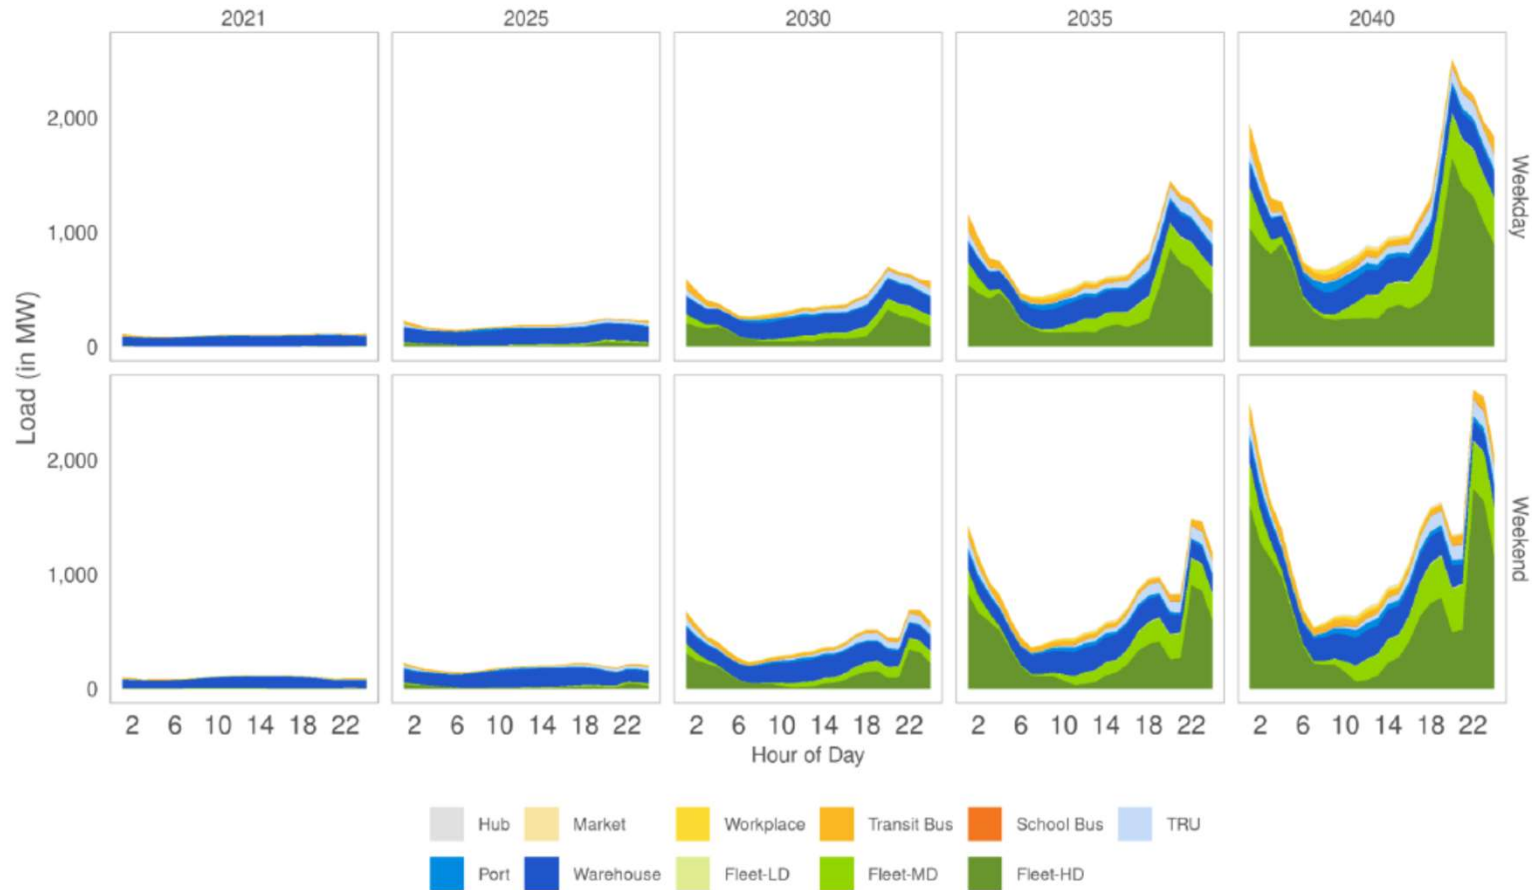 2021 2025 2030 2035 2040
2,000
1,000
0
Weekday
Load (in MW)
2,000
1,000
0
Weekend
2 6 10 14 18 22 2 6 10 14 18 22 2 6 10 14 18 22 2 6 10 14 18 22 2 6 10 14 18 22
Hour of Day
Hub Market Workplace Transit Bus School Bus TRU
Port Warehouse Fleet-LD Fleet-MD Fleet-HD